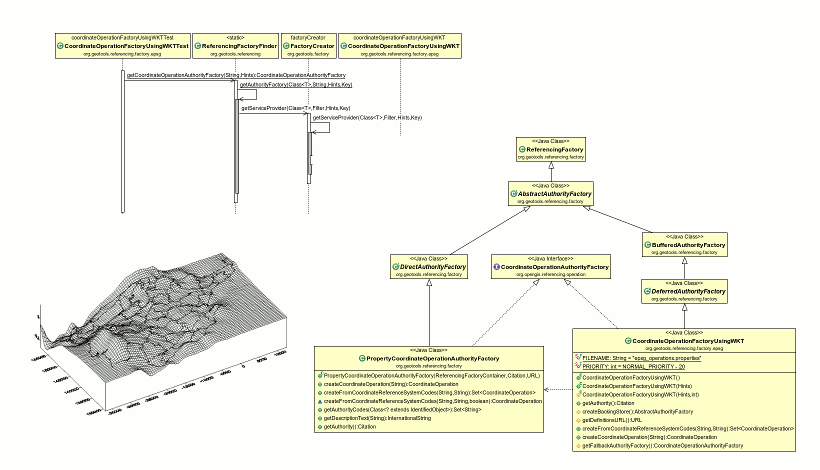 coordinateOperationFactoryUsingWKTTest
CoordinateOperationFactoryUsingWKTTest
org.geotools.referencing.factory.epsg
<static>
ReferencingFactoryFinder
org.geotools.referencing
factoryCreator
FactoryCreator
org.geotools.factory
coordinateOperationFactoryUsingWKT
CoordinateOperationFactoryUsingWKT
org.geotools.referencing.factory.epsg
getCoordinateOperationAuthorityFactory(String,Hints):CoordinateOperationAuthorityFactory
getAuthorityFactory(Class<T>,String,Hints,Key)
getServiceProvider(Class<T>,Filter,Hints,Key)
getServiceProvider(Class<T>,Filter,Hints,Key)
<<Java Class>>
ReferencingFactory
org.geotools.referencing.factory
<<Java Class>>
AbstractAuthorityFactory
org.geotools.referencing.factory
<<Java Class>>
BufferedAuthorityFactory
org.geotools.referencing.factory
<<Java Class>>
DirectAuthorityFactory
org.geotools.referencing.factory
<<Java Interface>>
CoordinateOperationAuthorityFactory
org.opengis.referencing.operation
<<Java Class>>
DeferredAuthorityFactory
org.geotools.referencing.factory
<<Java Class>>
PropertyCoordinateOperationAuthorityFactory
org.geotools.referencing.factory
PropertyCoordinateOperationAuthorityFactory(ReferencingFactoryContainer,Citation,URL)
createCoordinateOperation(String):CoordinateOperation
createFromCoordinateReferenceSystemCodes(String,String):Set<CoordinateOperation>
createFromCoordinateReferenceSystemCodes(String,String,boolean):CoordinateOperation
getAuthorityCodes(Class<? extends IdentifiedObject>):Set<String>
getDescriptionText(String):InternationalString
getAuthority():Citation
<<Java Class>>
CoordinateOperationFactoryUsingWKT
org.geotools.referencing.factory.epsg
FILENAME: String = "epsg_operations.properties"
PRIORITY: int = NORMAL_PRIORITY - 20
CoordinateOperationFactoryUsingWKT()
CoordinateOperationFactoryUsingWKT(Hints)
CoordinateOperationFactoryUsingWKT(Hints,int)
getAuthority():Citation
createBackingStore():AbstractAuthorityFactory
getDefinitionsURL():URL
createFromCoordinateReferenceSystemCodes(String,String):Set<CoordinateOperation>
createCoordinateOperation(String):CoordinateOperation
getFallbackAuthorityFactory():CoordinateOperationAuthorityFactory